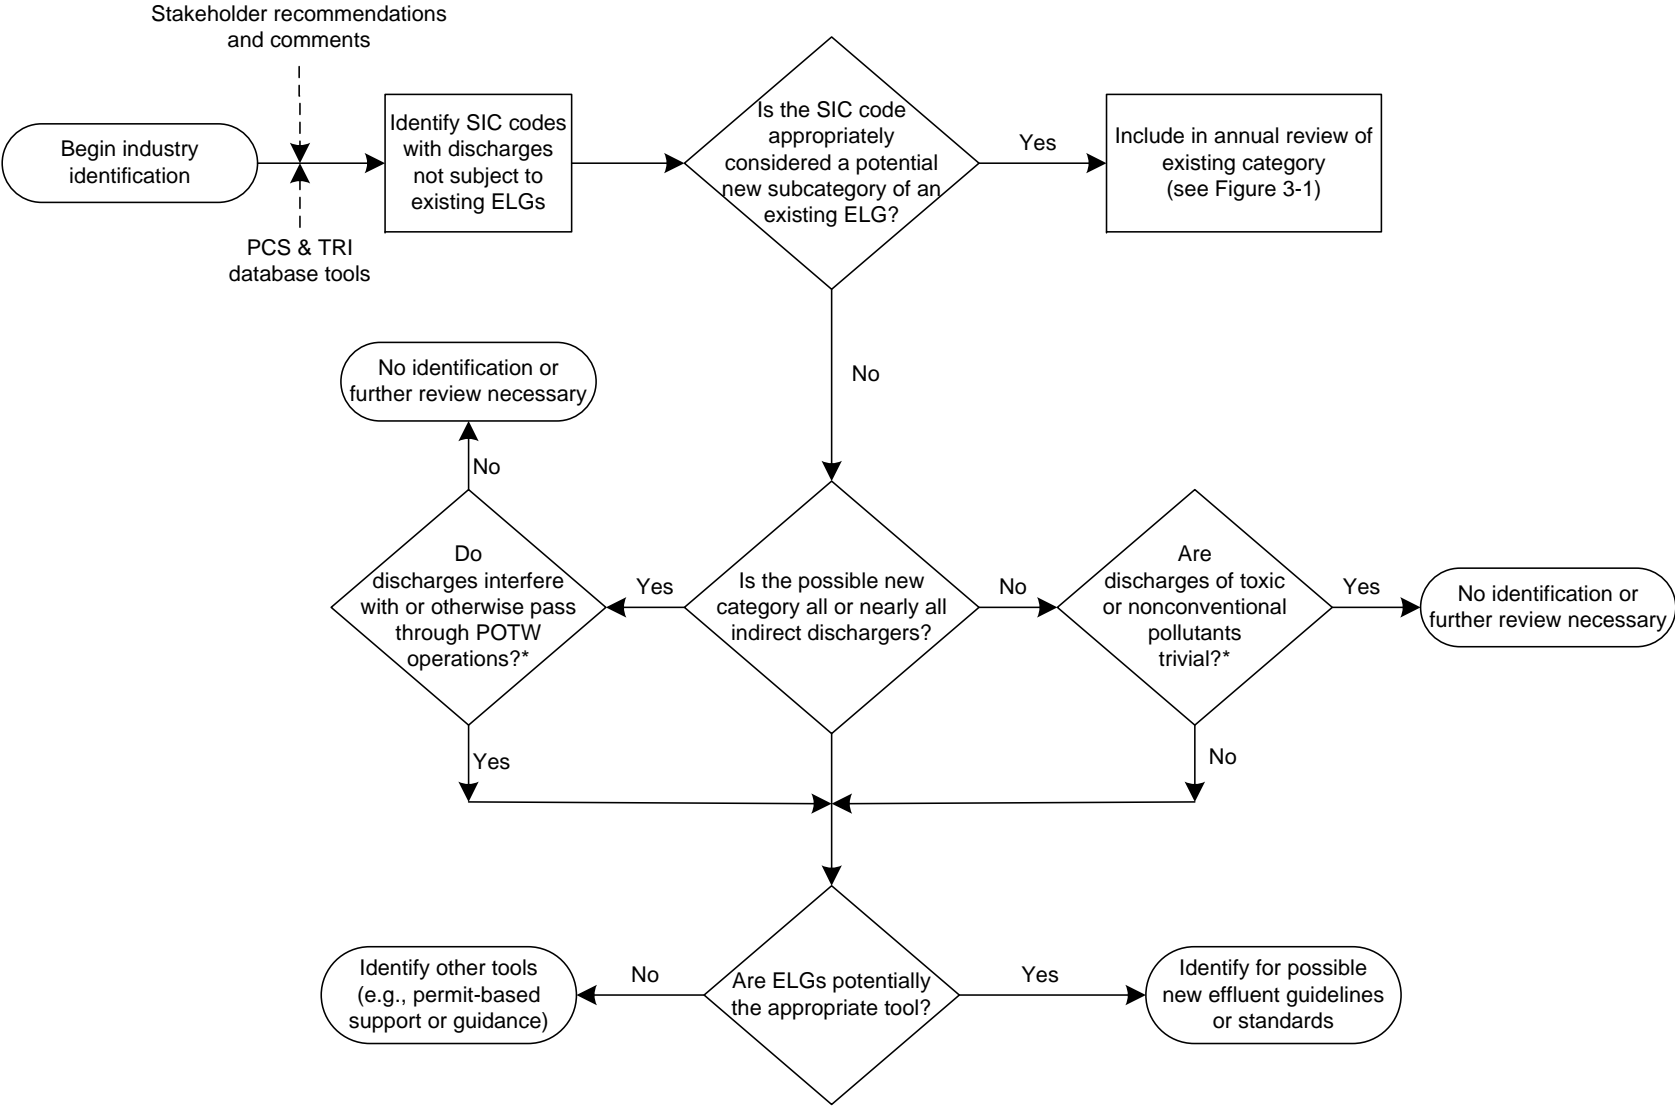 Stakeholder recommendations
and comments
Begin industry
identification
PCS & TRI
database tools
Identify SIC codes
with discharges
not subject to
existing ELGs
Is the SIC code
appropriately
considered a potential
new subcategory of an
existing ELG?
Yes
Include in annual review of
existing category
(see Figure 3-1)
No
No identification or
further review necessary
No
Do
discharges interfere
with or otherwise pass
through POTW
operations?*
Yes
Is the possible new
category all or nearly all
indirect dischargers?
No
Are
discharges of toxic
or nonconventional
pollutants
trivial?*
Yes
No identification or
further review necessary
Yes
No
Identify other tools
(e.g., permit-based
support or guidance)
No
Are ELGs potentially
the appropriate tool?
Yes
Identify for possible
new effluent guidelines
or standards